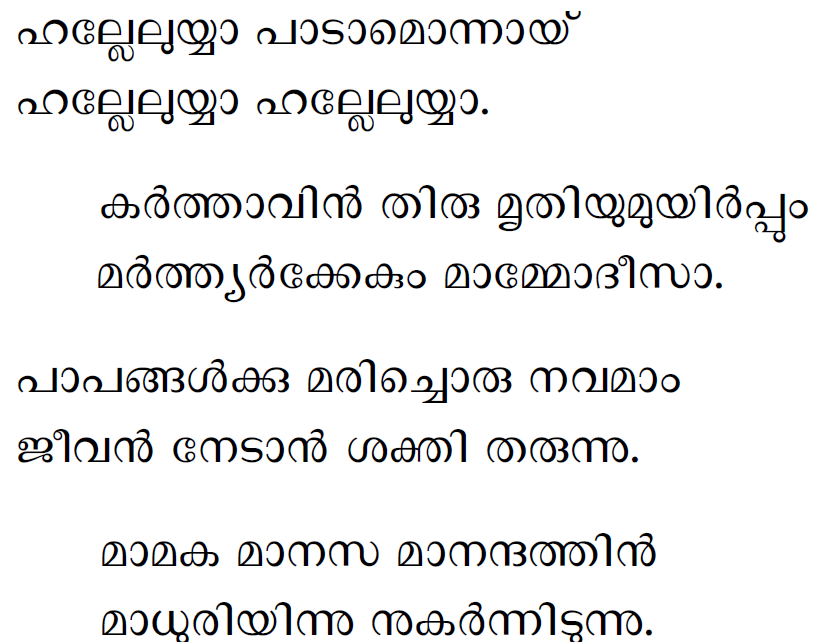 ഹല്ലേലുയ്യാ പാടാമൊന്നായ്
ഹല്ലേലുയ്യാ ഹല്ലേലുയ്യാ.
കർത്താവിൻ തിരു മൃതിയുമുയിർപ്പും
മർത്ത്യർക്കേകും മാമ്മോദീസാ.
പാപങ്ങൾക്കു മരിച്ചൊരു നവമാം
ജീവൻ നേടാൻ ശക്തി തരുന്നു.
മാമക മാനസ മാനന്ദത്തിൻ
മാധുരിയിന്നു നുകർന്നിടുന്നു.